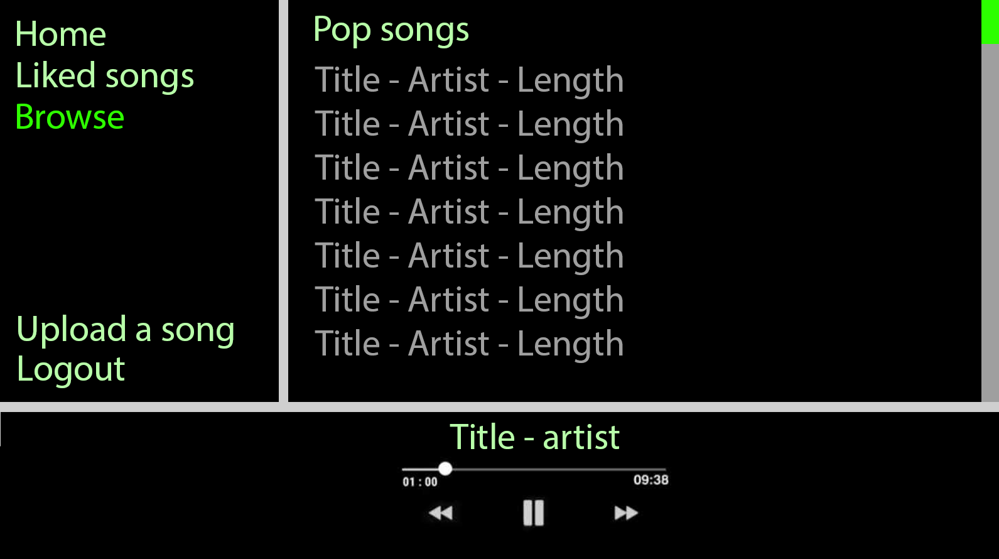 Home
Liked songs
Browse
Upload a song
Logout
Pop songs
Title - Artist - Length
Title - Artist - Length
Title - Artist - Length
Title - Artist - Length
Title - Artist - Length
Title - Artist - Length
Title - Artist - Length
Title - artist
01 : 00
09:38